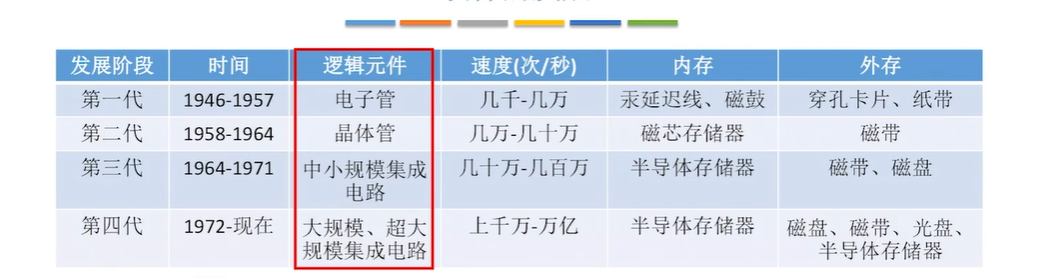 发展阶段 时间 逻辑元件 速度(次/秒) 内存 外存
第一代 1946-1957 电子管 几千-几万 汞延迟线、磁鼓 穿孔卡片、纸带
第二代 1958-1964 晶体管 几万-几十万 磁芯存储器 磁带
第三代 1964-1971 中小规模集成 几十万-几百万 半导体存储器 磁带、磁盘
电路
第四代 1972-现在 大规模、超大 上千万-万亿 半导体存储器 磁盘、磁带、光盘、
规模集成电路 半导体存储器